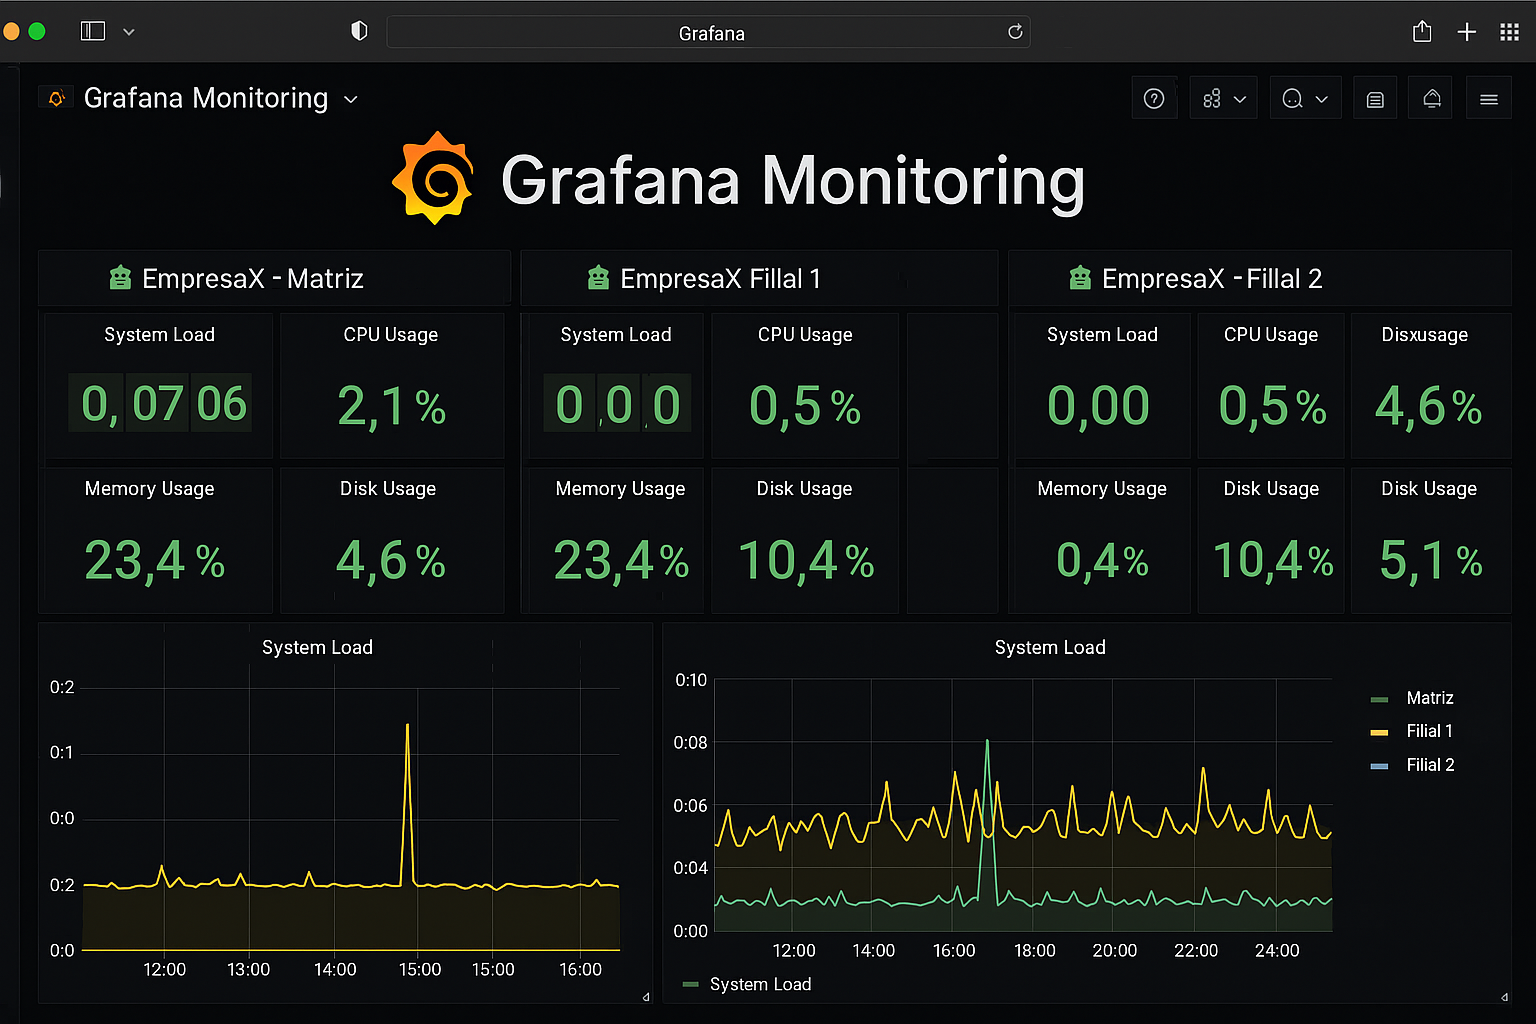 Grafana
Grafana Monitoring
Grafana Monitoring
EmpresaX - Matriz
EmpresaX Fillal 1
EmpresaX - Fillal 2
System Load
CPU Usage
System Load
CPU Usage
System Load
CPU Usage
Disxusage
0, 07 06
2,1 %
0 ,0 ,0
0,5 %
0,00
0,5 %
4,6%
Memory Usage
Disk Usage
Memory Usage
Disk Usage
Memory Usage
Disk Usage
Disk Usage
23,4 %
4,6 %
23,4%
10,4%
0,4%
10,4%
5,1 %
System Load
0:2
0:1
0:0
0:2
0:0
12:00 13:00 14:00 15:00 15:00 16:00
System Load
0:10
0:08
0:06
0:04
0:00
12:00 14:00 16:00 18:00 20:00 22:00 24:00
Matriz
Filial 1
Filial 2
System Load